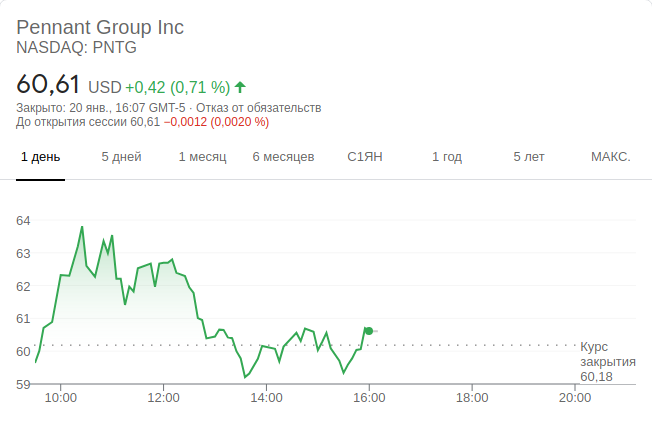 Pennant Group Inc
NASDAQ: PNTG
60,61 USD +0,42 (0,71 %)
Закрыто: 20 янв., 16:07 GMT-5 · Отказ от обязательств
До открытия сессии 60,61 −0,0012 (0,0020 %)
1 день 5 дней 1 месяц 6 месяцев С1ЯН 1 год 5 лет МАКС.
64
63
62
61
60
59
Курс
закрытия
60,18
10:00 12:00 14:00 16:00 18:00 20:00